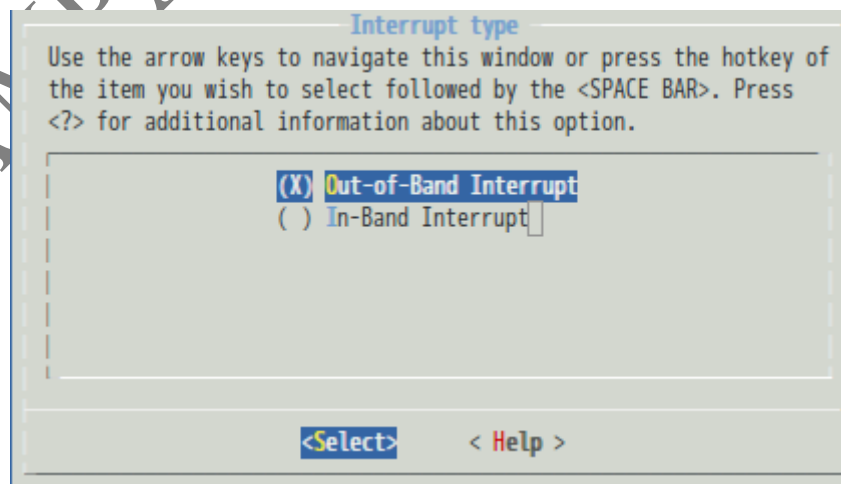 Interrupt type
Use the arrow keys to navigate this window or press the hotkey of
the item you wish to select followed by the <SPACE BAR>. Press
<?> for additional information about this option.
(X) Out-of-Band Interrupt
( ) In-Band Interrupt
<Select> < Help >